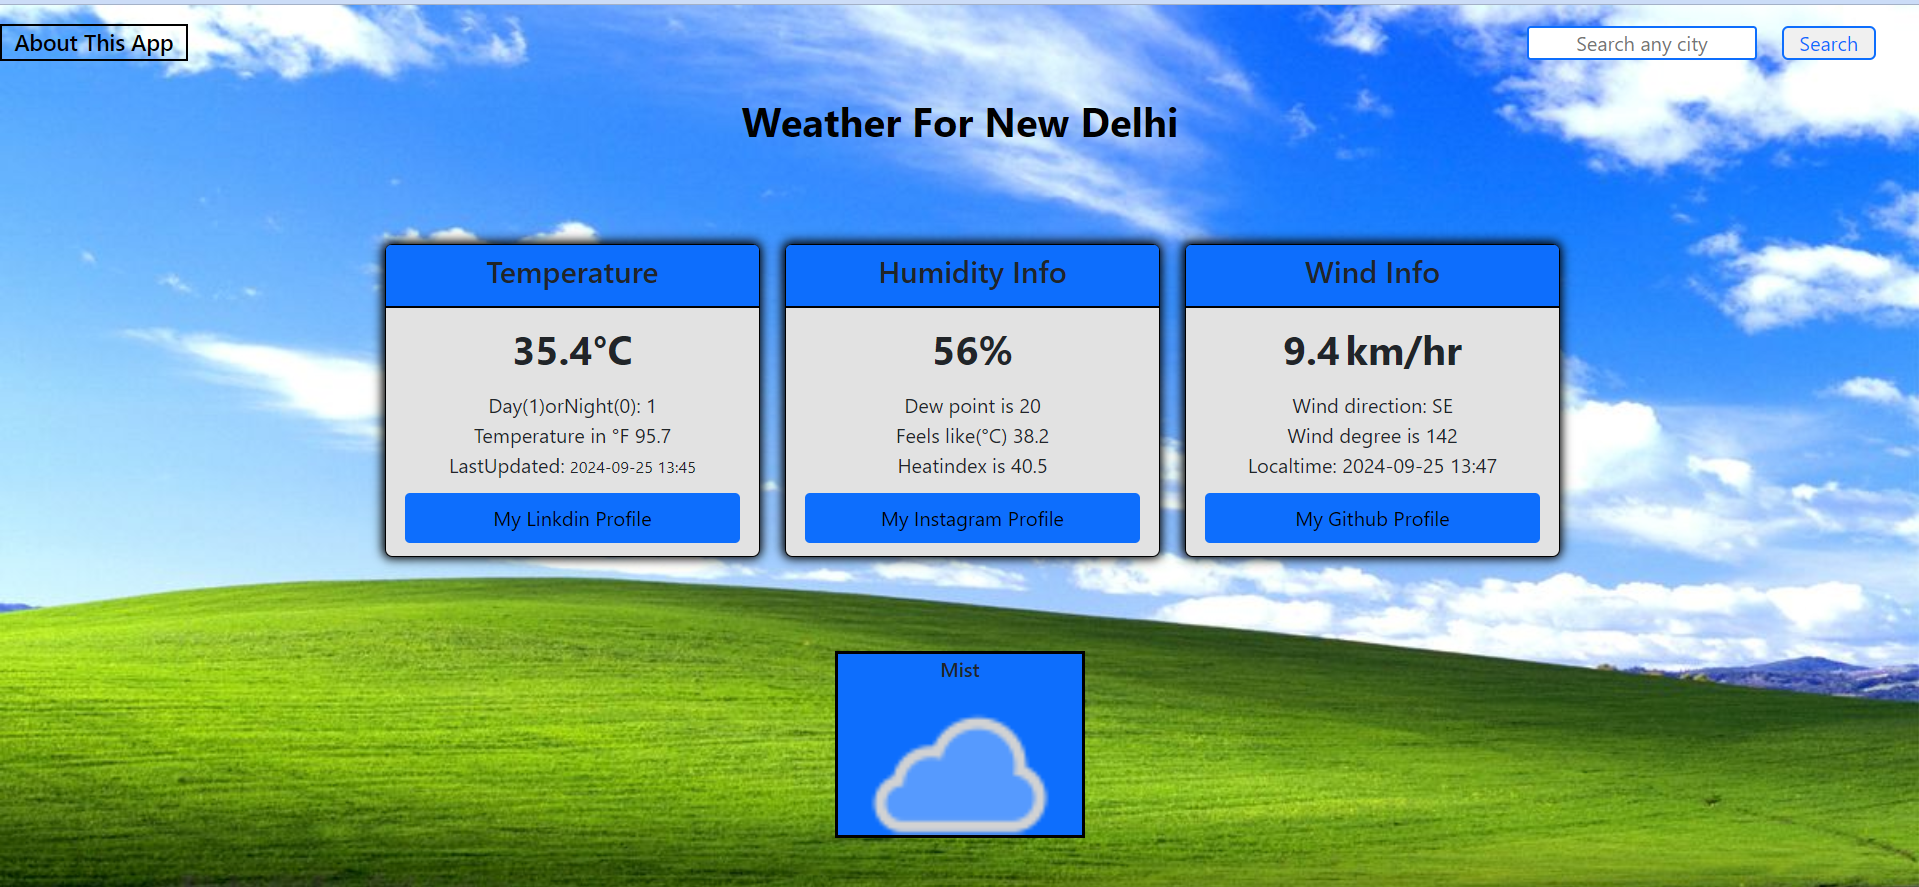 About This App
Search any city
Search
Weather For New Delhi
Temperature
35.4°C
Day(1)orNight(0): 1
Temperature in °F 95.7
LastUpdated: 2024-09-25 13:45
My Linkdin Profile
Humidity Info
56%
Dew point is 20
Feels like(°C) 38.2
Heatindex is 40.5
My Instagram Profile
Wind Info
9.4 km/hr
Wind direction: SE
Wind degree is 142
Localtime: 2024-09-25 13:47
My Github Profile
Mist